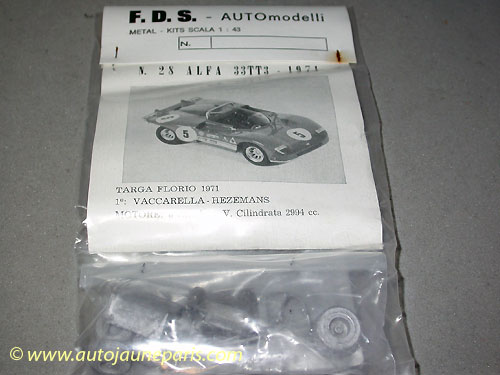 F. D. S. - AUTOmodelli
METAL - KITS SCALA 1 : 43
N.
N. 28 ALFA 33TT3 - 1971
5
TARGA FLORIO 1971
1°: VACCARELLA - HEZEMANS
MOTORE V. Cilindrata 2994 cc.
© www.autojauneparis.com